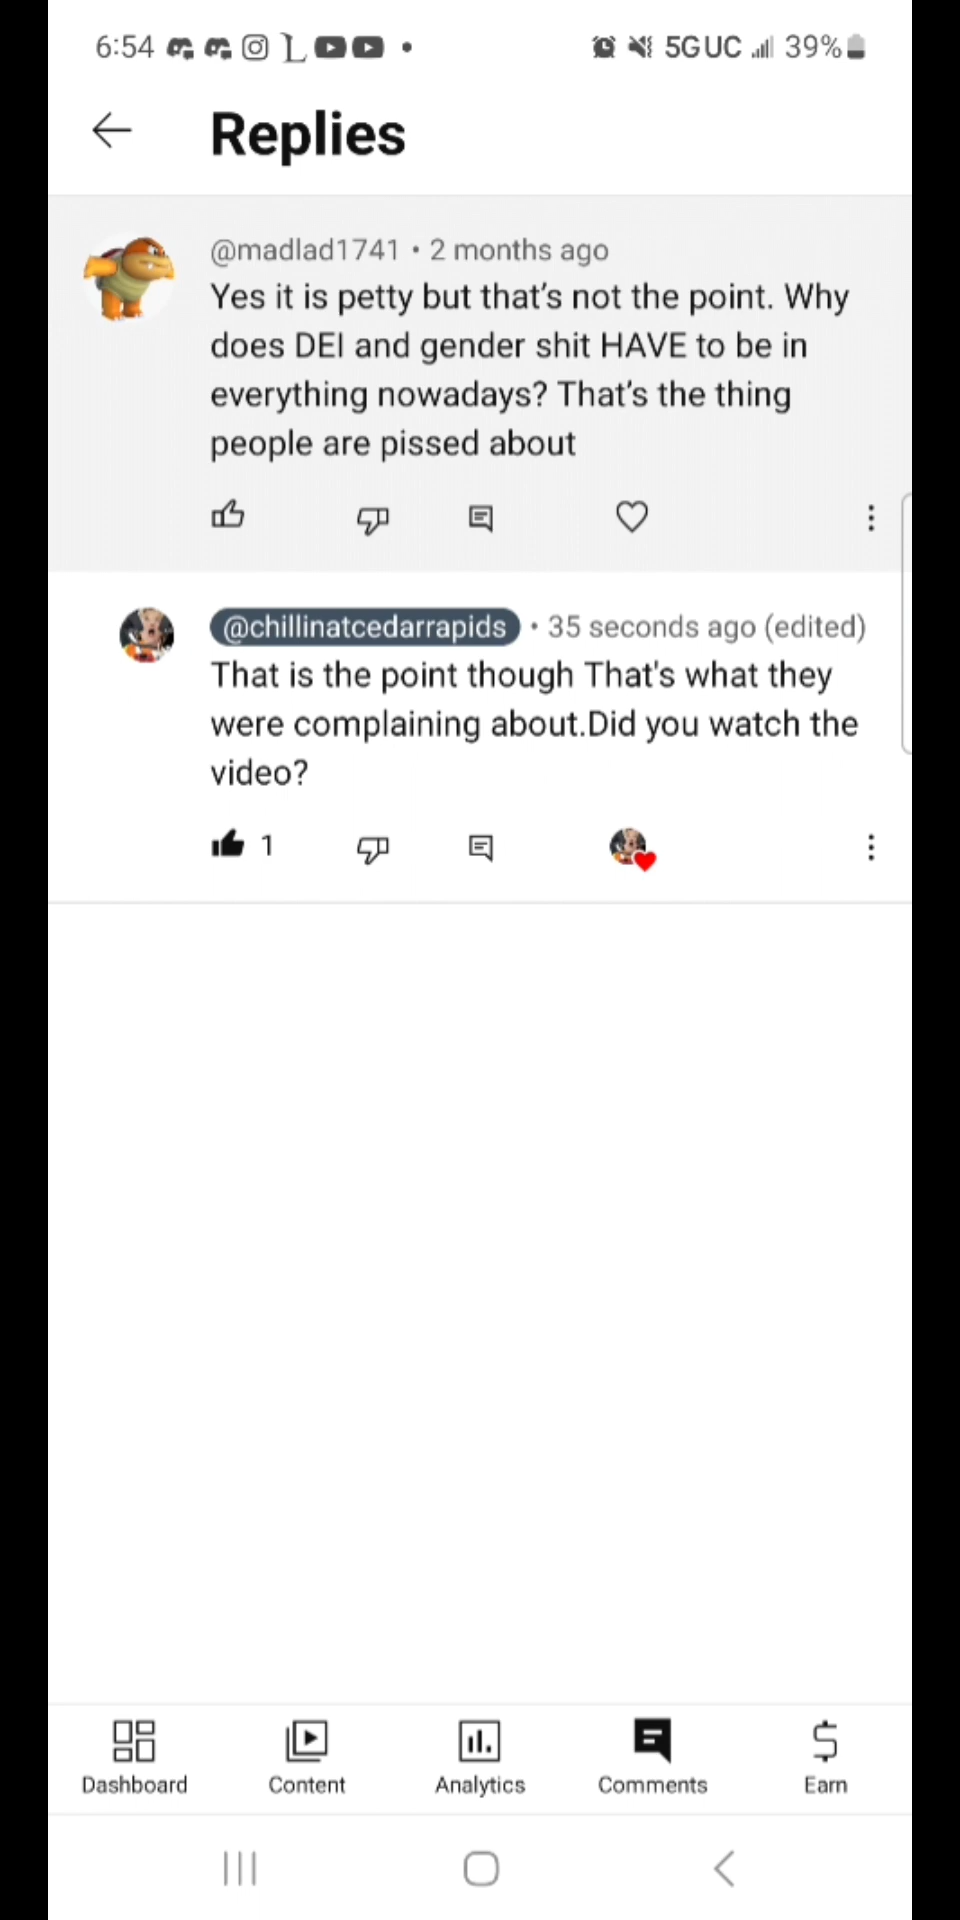 6:54
5G UC
39%
Replies
@madlad1741 • 2 months ago
Yes it is petty but that's not the point. Why
does DEI and gender shit HAVE to be in
everything nowadays? That's the thing
people are pissed about
@chillinatcedarrapids • 35 seconds ago (edited)
That is the point though That's what they
were complaining about.Did you watch the
video?
1
Dashboard
Content
Analytics
Comments
Earn